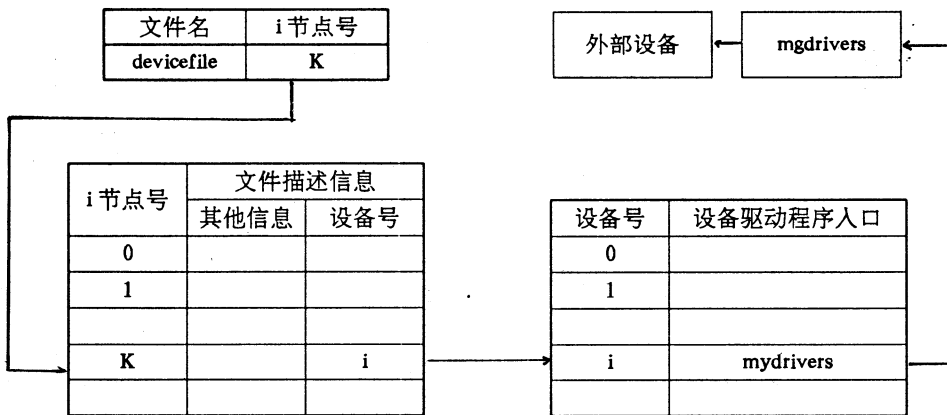 文件名 i 节点号
devicefile K
外部设备 mgdrivers
i 节点号 文件描述信息
其他信息 设备号
0
1
K i
设备号 设备驱动程序入口
0
1
i mydrivers